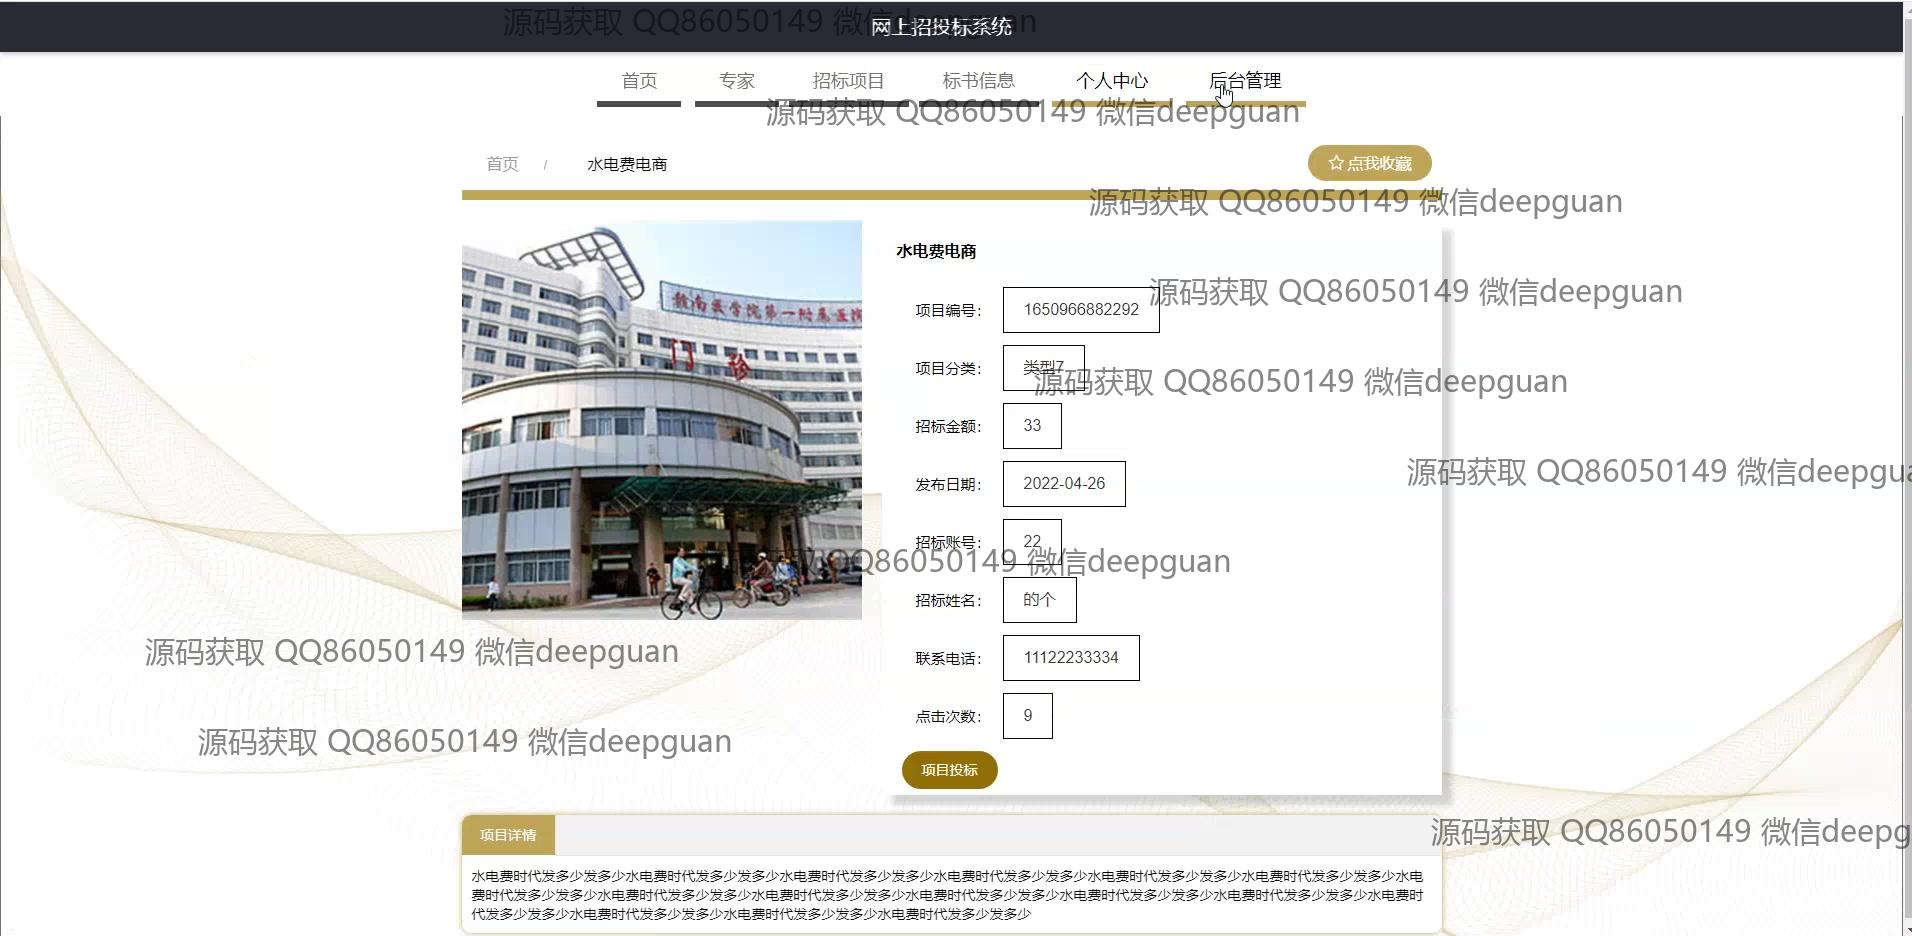 源码获取 QQ86050149 微信deepguan
网上招投标系统
首页 专家 招标项目 标书信息 个人中心 后台管理
源码获取 QQ86050149 微信deepguan
首页 / 水电费电商 点我收藏
源码获取 QQ86050149 微信deepguan
赣南医学院第一附属医院
门诊
水电费电商
源码获取 QQ86050149 微信deepguan
项目编号： 1650966882292
项目分类： 类型7
源码获取 QQ86050149 微信deepguan
招标金额： 33
源码获取 QQ86050149 微信deepgua
发布日期： 2022-04-26
招标账号： 22
获取 QQ86050149 微信deepguan
招标姓名： 的个
源码获取 QQ86050149 微信deepguan
联系电话： 11122233334
点击次数： 9
源码获取 QQ86050149 微信deepguan
项目投标
源码获取 QQ86050149 微信deepg
项目详情
水电费时代发多少发多少水电费时代发多少发多少水电费时代发多少发多少水电费时代发多少发多少水电费时代发多少发多少水电费时代发多少发多少水电
费时代发多少发多少水电费时代发多少发多少水电费时代发多少发多少水电费时代发多少发多少水电费时代发多少发多少水电费时代发多少发多少水电费时
代发多少发多少水电费时代发多少发多少水电费时代发多少发多少水电费时代发多少发多少